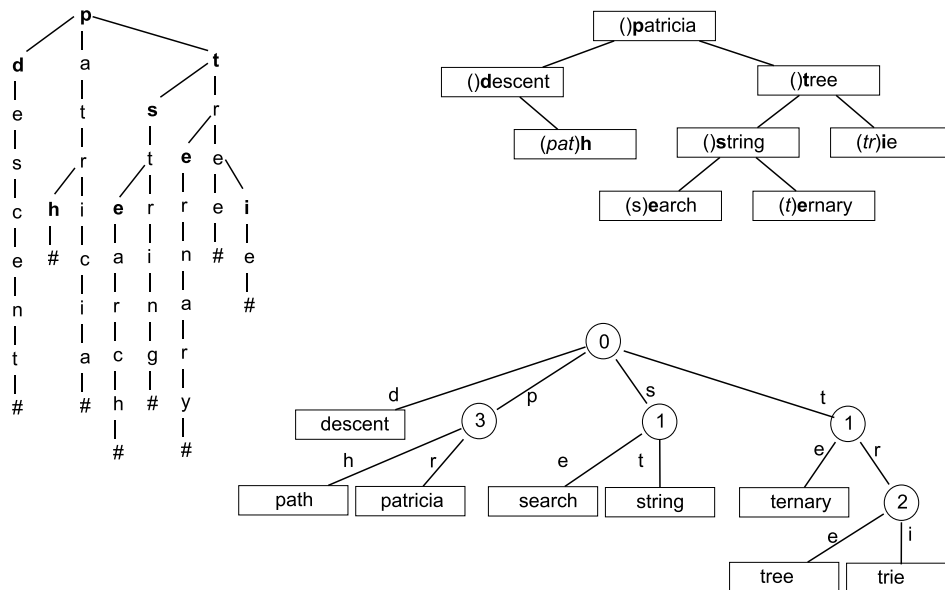 p
d a t
e t s r
s r t e e
c h i e r r e i
e # c a i n # e
n i r n a #
t a c g r
# # h # y
# #
()patricia
()descent ()tree
(pat)h ()string (tr)ie
(s)earch (t)ernary
0
d p s t
descent 3 1 1
h r e t e r
path patricia search string ternary 2
e i
tree trie